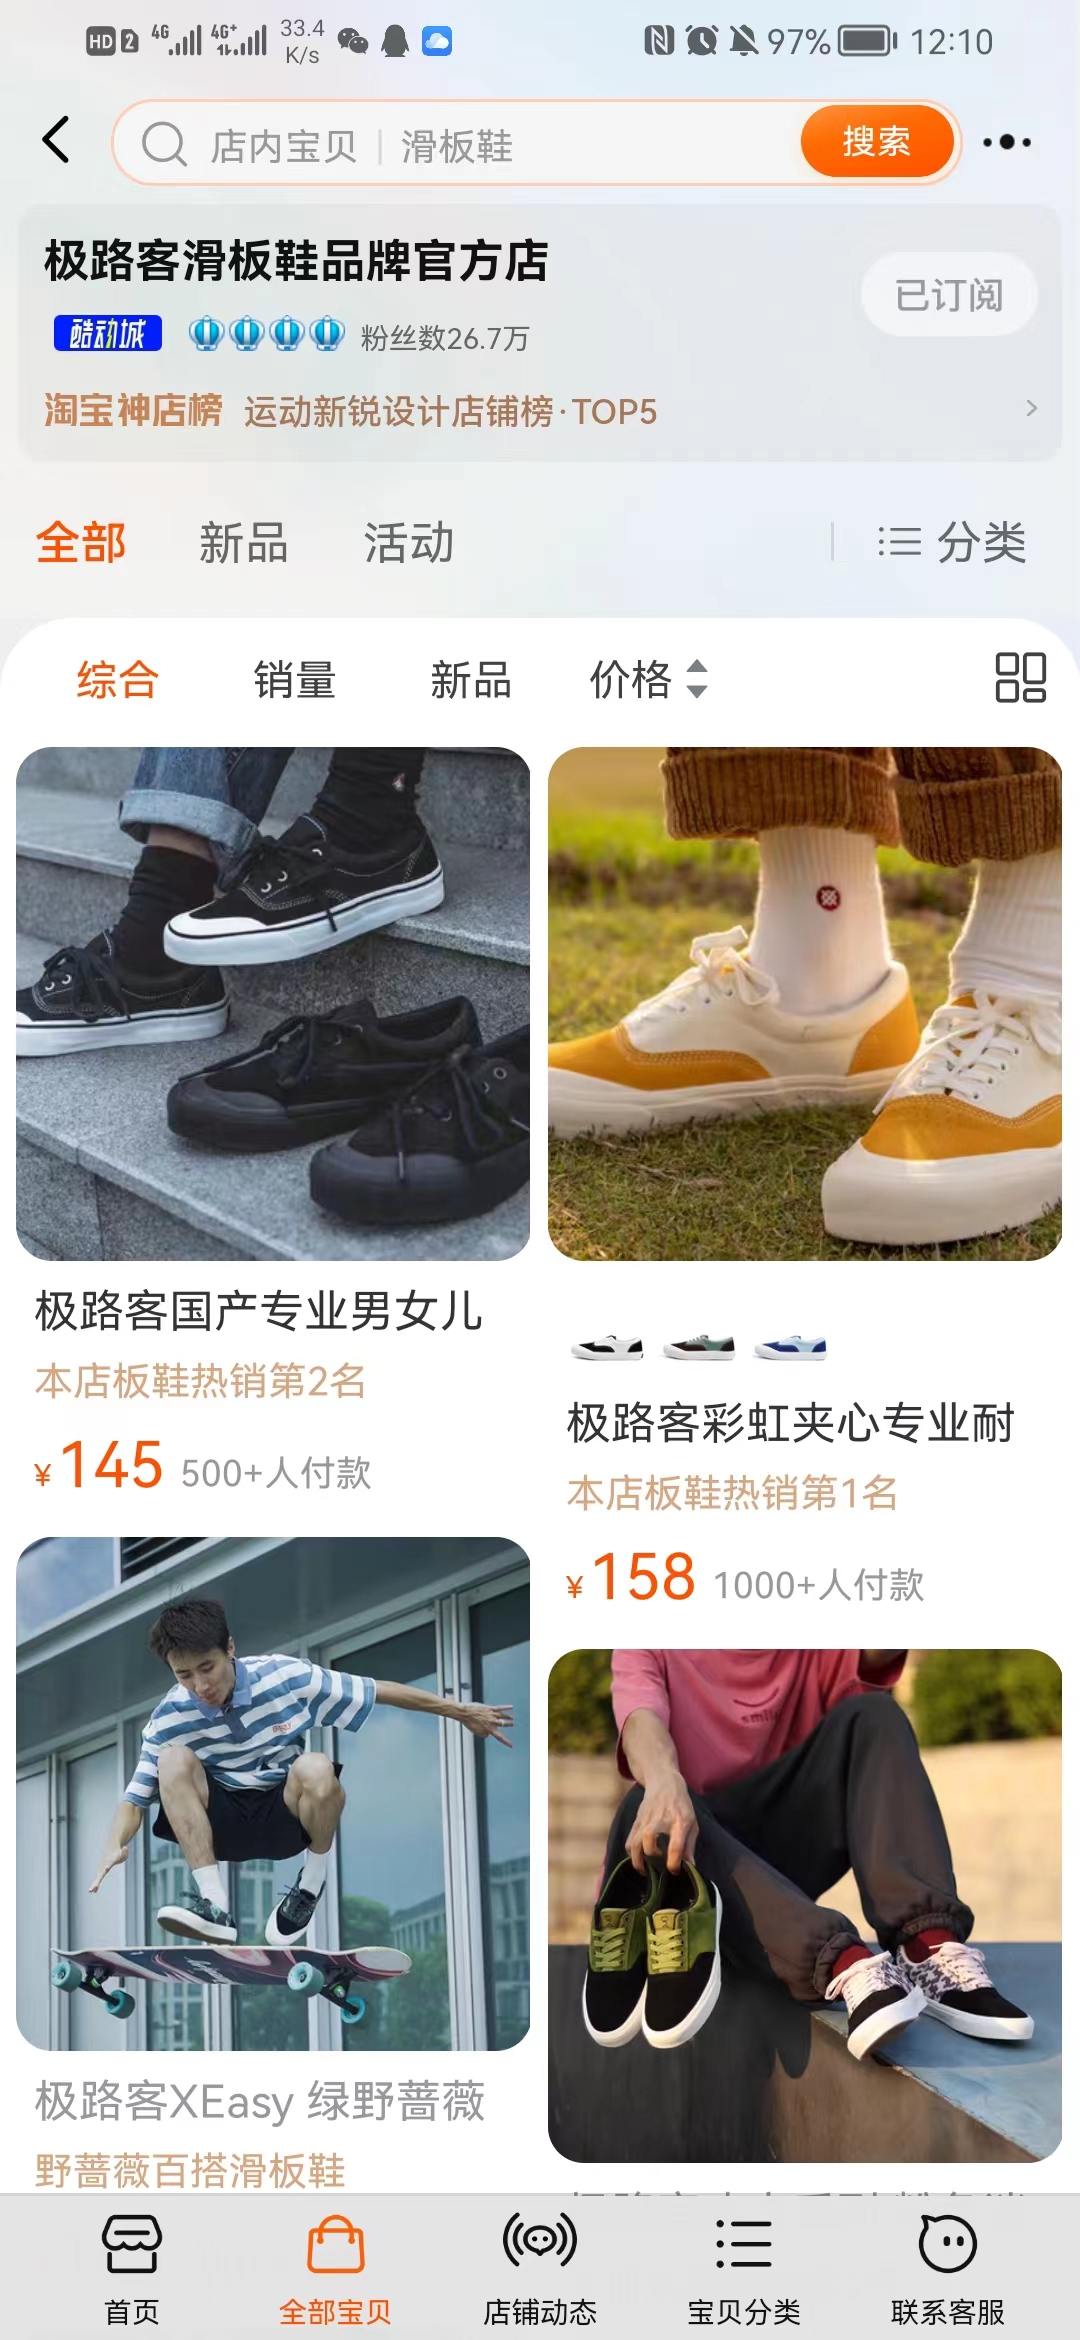 HD 2 4G 4G+ 33.4 K/s 97% 12:10
店内宝贝 | 滑板鞋 搜索
极路客滑板鞋品牌官方店
已订阅
酷动城 粉丝数26.7万
淘宝神店榜 运动新锐设计店铺榜·TOP5
全部 新品 活动 分类
综合 销量 新品 价格
极路客国产专业男女儿
本店板鞋热销第2名
¥145 500+人付款
极路客彩虹夹心专业耐
本店板鞋热销第1名
¥158 1000+人付款
smile
极路客XEasy 绿野蔷薇
野蔷薇百搭滑板鞋
首页 全部宝贝 店铺动态 宝贝分类 联系客服